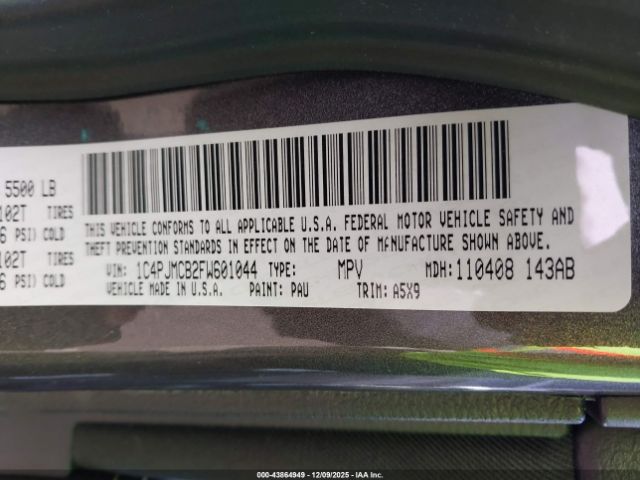 5500 LB
102T TIRES
PSI) COLD
102T TIRES
PSI) COLD
THIS VEHICLE CONFORMS TO ALL APPLICABLE U.S.A. FEDERAL MOTOR VEHICLE SAFETY AND
THEFT PREVENTION STANDARDS IN EFFECT ON THE DATE OF MANUFACTURE SHOWN ABOVE.
VIN: 1C4PJMCB2FW601044 TYPE: MPV MDH: 110408 143AB
VEHICLE MADE IN U.S.A. PAINT: PAU TRIM: A5X9
000-43864949 | 12/09/2025 | IAA Inc.